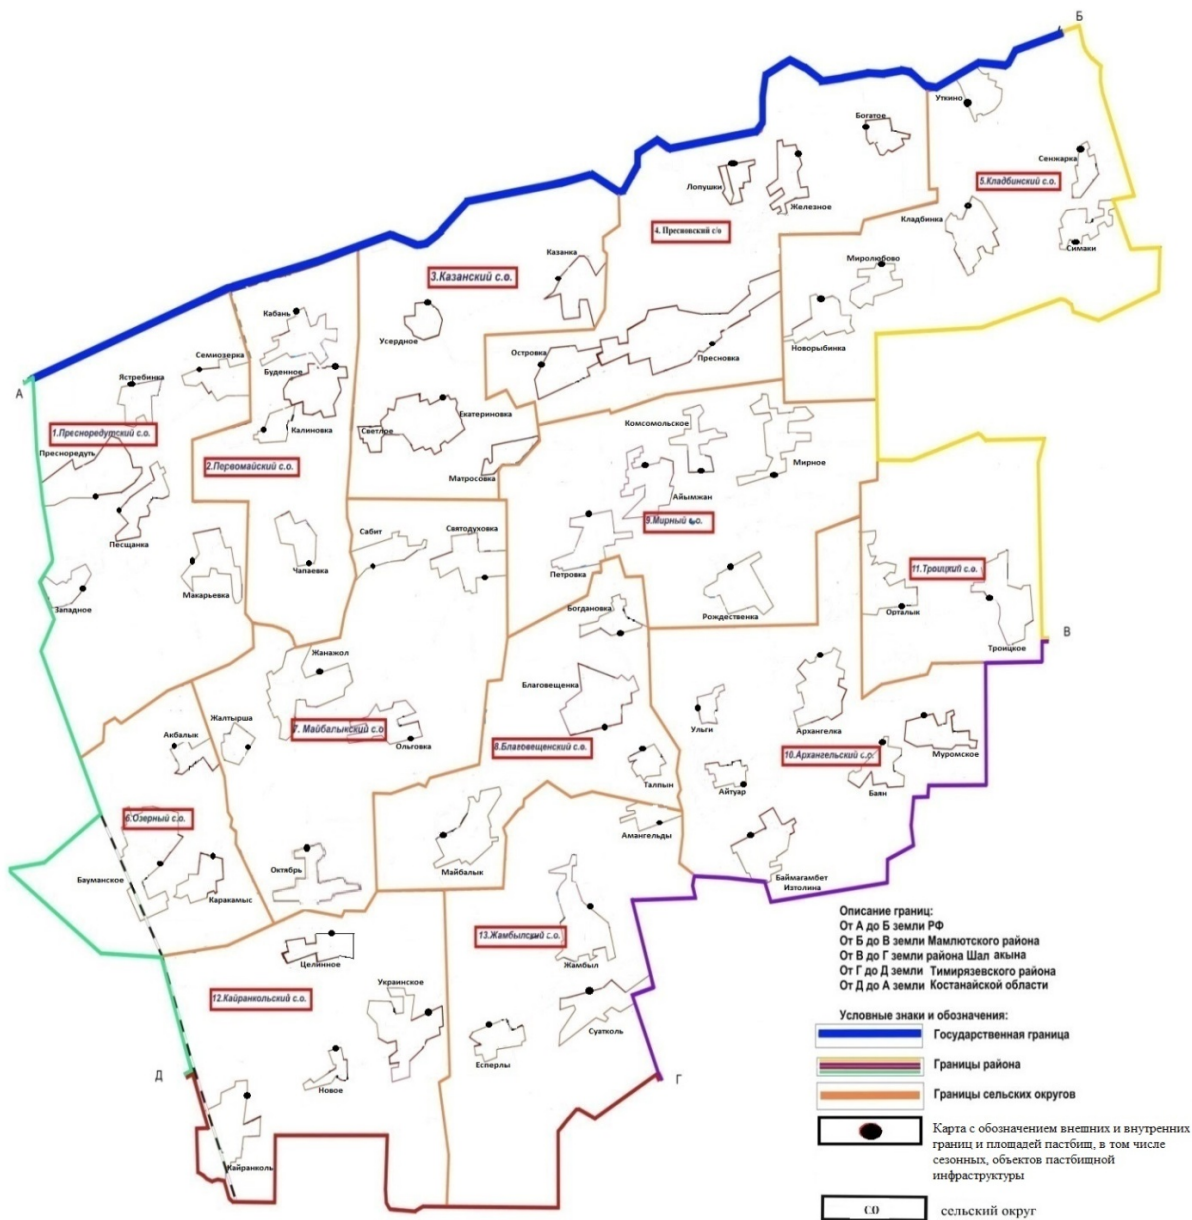 Б
Уткино
Богатое
Сенжарка
5.Кладбинский с.о.
Лопушки
Железное
Кладбинка
Симаки
4. Пресновский с/о
Казанка
Миролюбово
3.Казанский с.о.
Кабань
Усердное
Новорыбинка
Островка
Пресновка
Семиозерка
Буденное
Ястребинка
А
Екатериновка
Комсомольское
Калиновка
Светлое
1.Пресноредутский с.о.
Пресноредуть
2.Первомайский с.о.
Мирное
Матросовка
Айымжан
9.Мирный с.о.
Песщанка
Сабит
Святодуховка
Чапаевка
Петровка
11.Троицкий с.о.
Макарьевка
Западное
Богдановка
Рождественка
Орталык
В
Жанажол
Троицкое
Благовещенка
Жалтырша
Акбалык
7. Майбалыкский с.о
Ольговка
Ульги
Архангелка
8.Благовещенский с.о.
10.Архангельский с.о.
Муромское
Талпын
Айтуар
Баян
6.Озерный с.о.
Амангельды
Бауманское
Каракамыс
Октябрь
Майбалык
Баймагамбет
Изтолина
Описание границ:
От А до Б земли РФ
От Б до В земли Мамлютского района
От В до Г земли района Шал акына
От Г до Д земли Тимирязевского района
От Д до А земли Костанайской области
13.Жамбылский с.о.
Целинное
Жамбыл
Украинское
12.Кайранкольский с.о.
Суатколь
Есперлы
Д
Г
Новое
Кайранколь
Условные знаки и обозначения:
Государственная граница
Границы района
Границы сельских округов
Карта с обозначением внешних и внутренних
границ и площадей пастбищ, в том числе
сезонных, объектов пастбищной
инфраструктуры
СО
сельский округ